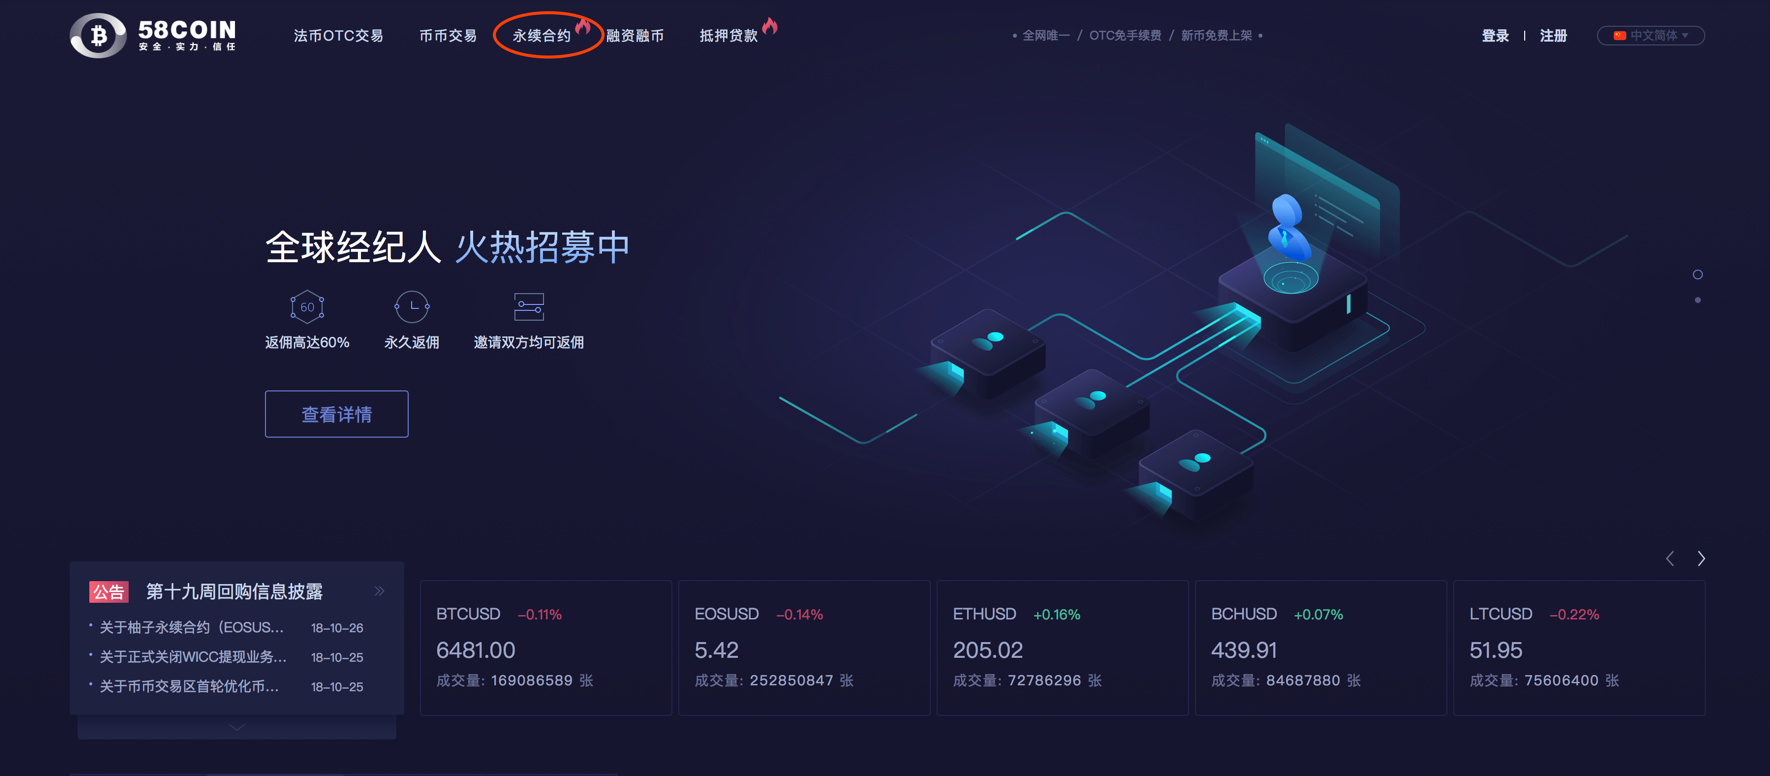 58COIN
安全·实力·信任
法币OTC交易 币币交易 永续合约 融资融币 抵押贷款
• 全网唯一 / OTC免手续费 / 新币免费上架 •
登录 | 注册 中文简体
全球经纪人 火热招募中
60
返佣高达60% 永久返佣 邀请双方均可返佣
查看详情
公告 第十九周回购信息披露
关于柚子永续合约（EOSUS... 18-10-26
关于正式关闭WICC提现业务... 18-10-25
关于币币交易区首轮优化币... 18-10-25
BTCUSD -0.11%
6481.00
成交量: 169086589 张
EOSUSD -0.14%
5.42
成交量: 252850847 张
ETHUSD +0.16%
205.02
成交量: 72786296 张
BCHUSD +0.07%
439.91
成交量: 84687880 张
LTCUSD -0.22%
51.95
成交量: 75606400 张